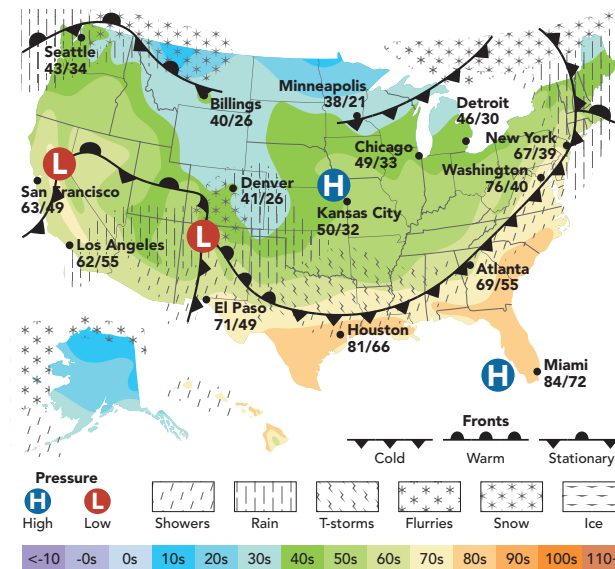 Seattle
43/34
Billings
40/26
Minneapolis
38/21
Detroit
46/30
Chicago
49/33
New York
67/39
Washington
76/40
L
San Francisco
63/49
Denver
41/26
H
Kansas City
50/32
L
Los Angeles
62/55
Atlanta
69/55
El Paso
71/49
Houston
81/66
H
Miami
84/72
Fronts
Cold Warm Stationary
Pressure
H L
High Low Showers Rain T-storms Flurries Snow Ice
<-10 -0s 0s 10s 20s 30s 40s 50s 60s 70s 80s 90s 100s 110+